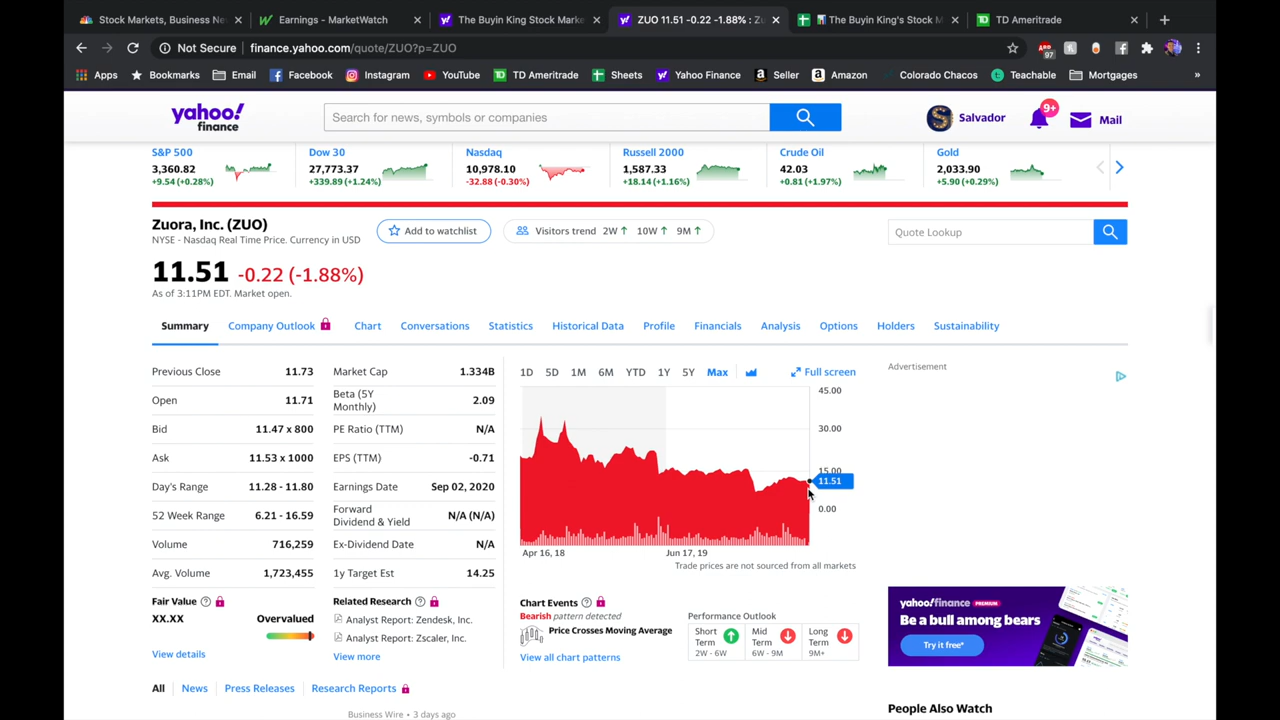 Stock Markets, Business Ne
Earnings - MarketWatch
The Buyin King Stock Marke
ZUO 11.51 -0.22 -1.88% : Zu
The Buyin King's Stock M
TD Ameritrade
Not Secure
finance.yahoo.com/quote/ZUO?p=ZUO
97
Apps
Bookmarks
Email
Facebook
Instagram
YouTube
TD Ameritrade
Sheets
Yahoo Finance
Seller
Amazon
Colorado Chacos
Teachable
Mortgages
»
yahoo!
finance
Search for news, symbols or companies
Salvador
9+
Mail
S&P 500
3,360.82
+9.54 (+0.28%)
Dow 30
27,773.37
+339.89 (+1.24%)
Nasdaq
10,978.10
-32.88 (-0.30%)
Russell 2000
1,587.33
+18.14 (+1.16%)
Crude Oil
42.03
+0.81 (+1.97%)
Gold
2,033.90
+5.90 (+0.29%)
Zuora, Inc. (ZUO)
NYSE - Nasdaq Real Time Price. Currency in USD
Add to watchlist
Visitors trend 2W ↑ 10W ↑ 9M ↑
Quote Lookup
11.51 -0.22 (-1.88%)
As of 3:11PM EDT. Market open.
Summary
Company Outlook
Chart
Conversations
Statistics
Historical Data
Profile
Financials
Analysis
Options
Holders
Sustainability
Previous Close 11.73
Open 11.71
Bid 11.47 x 800
Ask 11.53 x 1000
Day's Range 11.28 - 11.80
52 Week Range 6.21 - 16.59
Volume 716,259
Avg. Volume 1,723,455
Market Cap 1.334B
Beta (5Y
Monthly) 2.09
PE Ratio (TTM) N/A
EPS (TTM) -0.71
Earnings Date Sep 02, 2020
Forward
Dividend & Yield N/A (N/A)
Ex-Dividend Date N/A
1y Target Est 14.25
Fair Value
XX.XX Overvalued
View details
Related Research
Analyst Report: Zendesk, Inc.
Analyst Report: Zscaler, Inc.
View more
1D 5D 1M 6M YTD 1Y 5Y Max
Full screen
45.00
30.00
15.00
11.51
0.00
Apr 16, 18
Jun 17, 19
Trade prices are not sourced from all markets
Chart Events
Bearish pattern detected
Price Crosses Moving Average
View all chart patterns
Performance Outlook
Short
Term
2W - 6W
Mid
Term
6W - 9M
Long
Term
9M+
Advertisement
yahoo!finance PREMIUM
Be a bull among bears
Try it free*
All
News
Press Releases
Research Reports
Business Wire • 3 days ago
People Also Watch